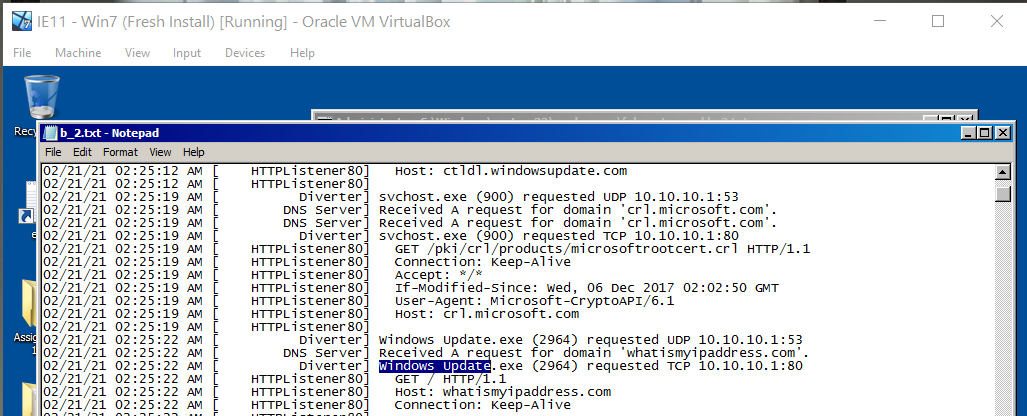 IE11 - Win7 (Fresh Install) [Running] - Oracle VM VirtualBox
File Machine View Input Devices Help
Recy
b_2.txt - Notepad
File Edit Format View Help
02/21/21 02:25:12 AM [ HTTPListener80] Host: ctldl.windowsupdate.com
02/21/21 02:25:12 AM [ HTTPListener80]
02/21/21 02:25:19 AM [ Diverter] svchost.exe (900) requested UDP 10.10.10.1:53
02/21/21 02:25:19 AM [ DNS Server] Received A request for domain 'crl.microsoft.com'.
02/21/21 02:25:19 AM [ DNS Server] Received A request for domain 'crl.microsoft.com'.
02/21/21 02:25:19 AM [ Diverter] svchost.exe (900) requested TCP 10.10.10.1:80
02/21/21 02:25:19 AM [ HTTPListener80] GET /pki/crl/products/microsoftrootcert.crl HTTP/1.1
02/21/21 02:25:19 AM [ HTTPListener80] Connection: Keep-Alive
02/21/21 02:25:19 AM [ HTTPListener80] Accept: */*
02/21/21 02:25:19 AM [ HTTPListener80] If-Modified-Since: Wed, 06 Dec 2017 02:02:50 GMT
02/21/21 02:25:19 AM [ HTTPListener80] User-Agent: Microsoft-CryptoAPI/6.1
02/21/21 02:25:19 AM [ HTTPListener80] Host: crl.microsoft.com
02/21/21 02:25:19 AM [ HTTPListener80]
02/21/21 02:25:22 AM [ Diverter] Windows Update.exe (2964) requested UDP 10.10.10.1:53
02/21/21 02:25:22 AM [ DNS Server] Received A request for domain 'whatismyipaddress.com'.
02/21/21 02:25:22 AM [ Diverter] Windows Update.exe (2964) requested TCP 10.10.10.1:80
02/21/21 02:25:22 AM [ HTTPListener80] GET / HTTP/1.1
02/21/21 02:25:22 AM [ HTTPListener80] Host: whatismyipaddress.com
02/21/21 02:25:22 AM [ HTTPListener80] Connection: Keep-Alive
e
Assig
1